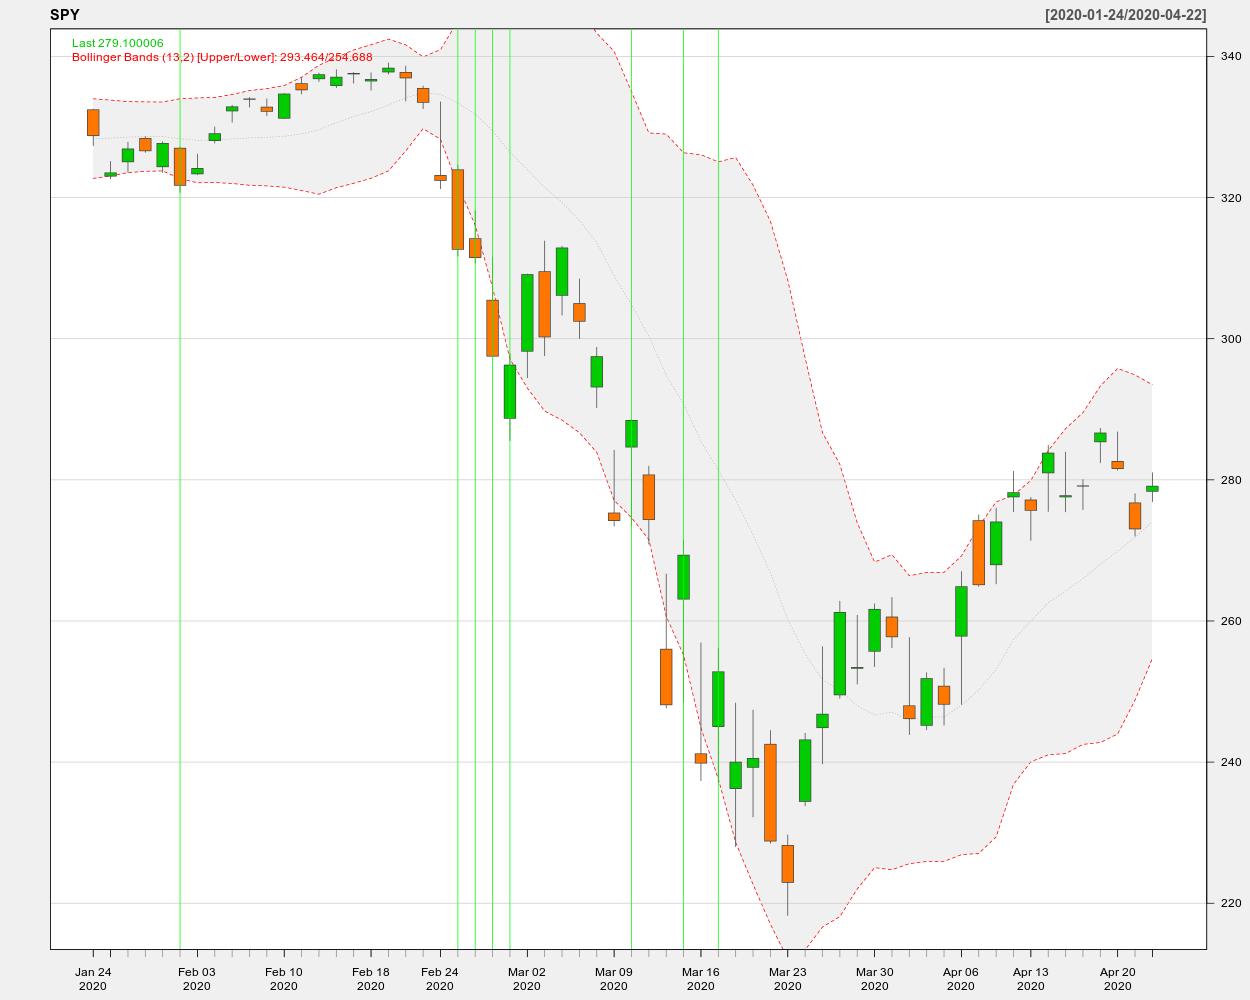 SPY [2020-01-24/2020-04-22]
Last 279.100006
Bollinger Bands (13,2) [Upper/Lower]: 293.464/254.688
340
320
300
280
260
240
220
Jan 24 Feb 03 Feb 10 Feb 18 Feb 24 Mar 02 Mar 09 Mar 16 Mar 23 Mar 30 Apr 06 Apr 13 Apr 20
2020 2020 2020 2020 2020 2020 2020 2020 2020 2020 2020 2020 2020